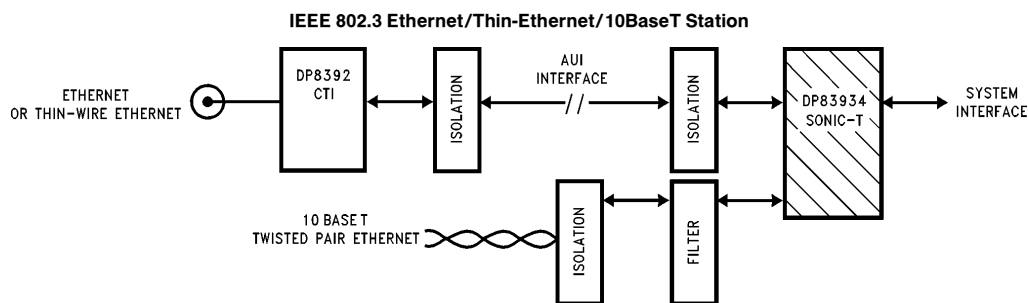 IEEE 802.3 Ethernet/Thin-Ethernet/10BaseT Station
ETHERNET
OR THIN-WIRE ETHERNET
DP8392
CTI
ISOLATION
AUI
INTERFACE
ISOLATION
DP83934
SONIC-T
SYSTEM
INTERFACE
10 BASE T
TWISTED PAIR ETHERNET
ISOLATION
FILTER